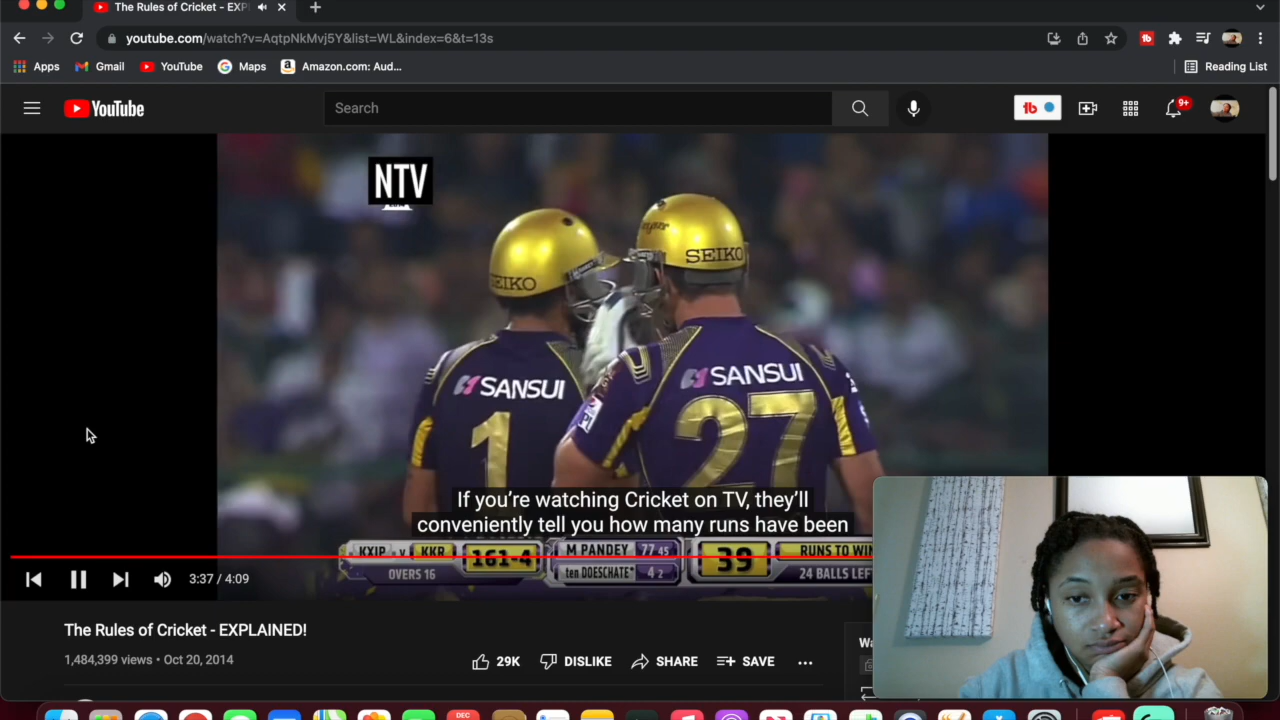 The Rules of Cricket - EXP
youtube.com/watch?v=AqtpNkMvj5Y&list=WL&index=6&t=13s
Apps Gmail YouTube Maps Amazon.com: Aud... Reading List
YouTube Search 9+
NTV
SEIKO SEIKO
SANSUI SANSUI
1 27
If you're watching Cricket on TV, they'll
conveniently tell you how many runs have been
KXIP v KKR 161-4 M PANDEY 77 45 39 RUNS TO WIN
OVERS 16 ten DOESCHATE* 4 2 24 BALLS LEF
3:37 / 4:09
The Rules of Cricket - EXPLAINED!
1,484,399 views • Oct 20, 2014
29K DISLIKE SHARE SAVE ...
DEC